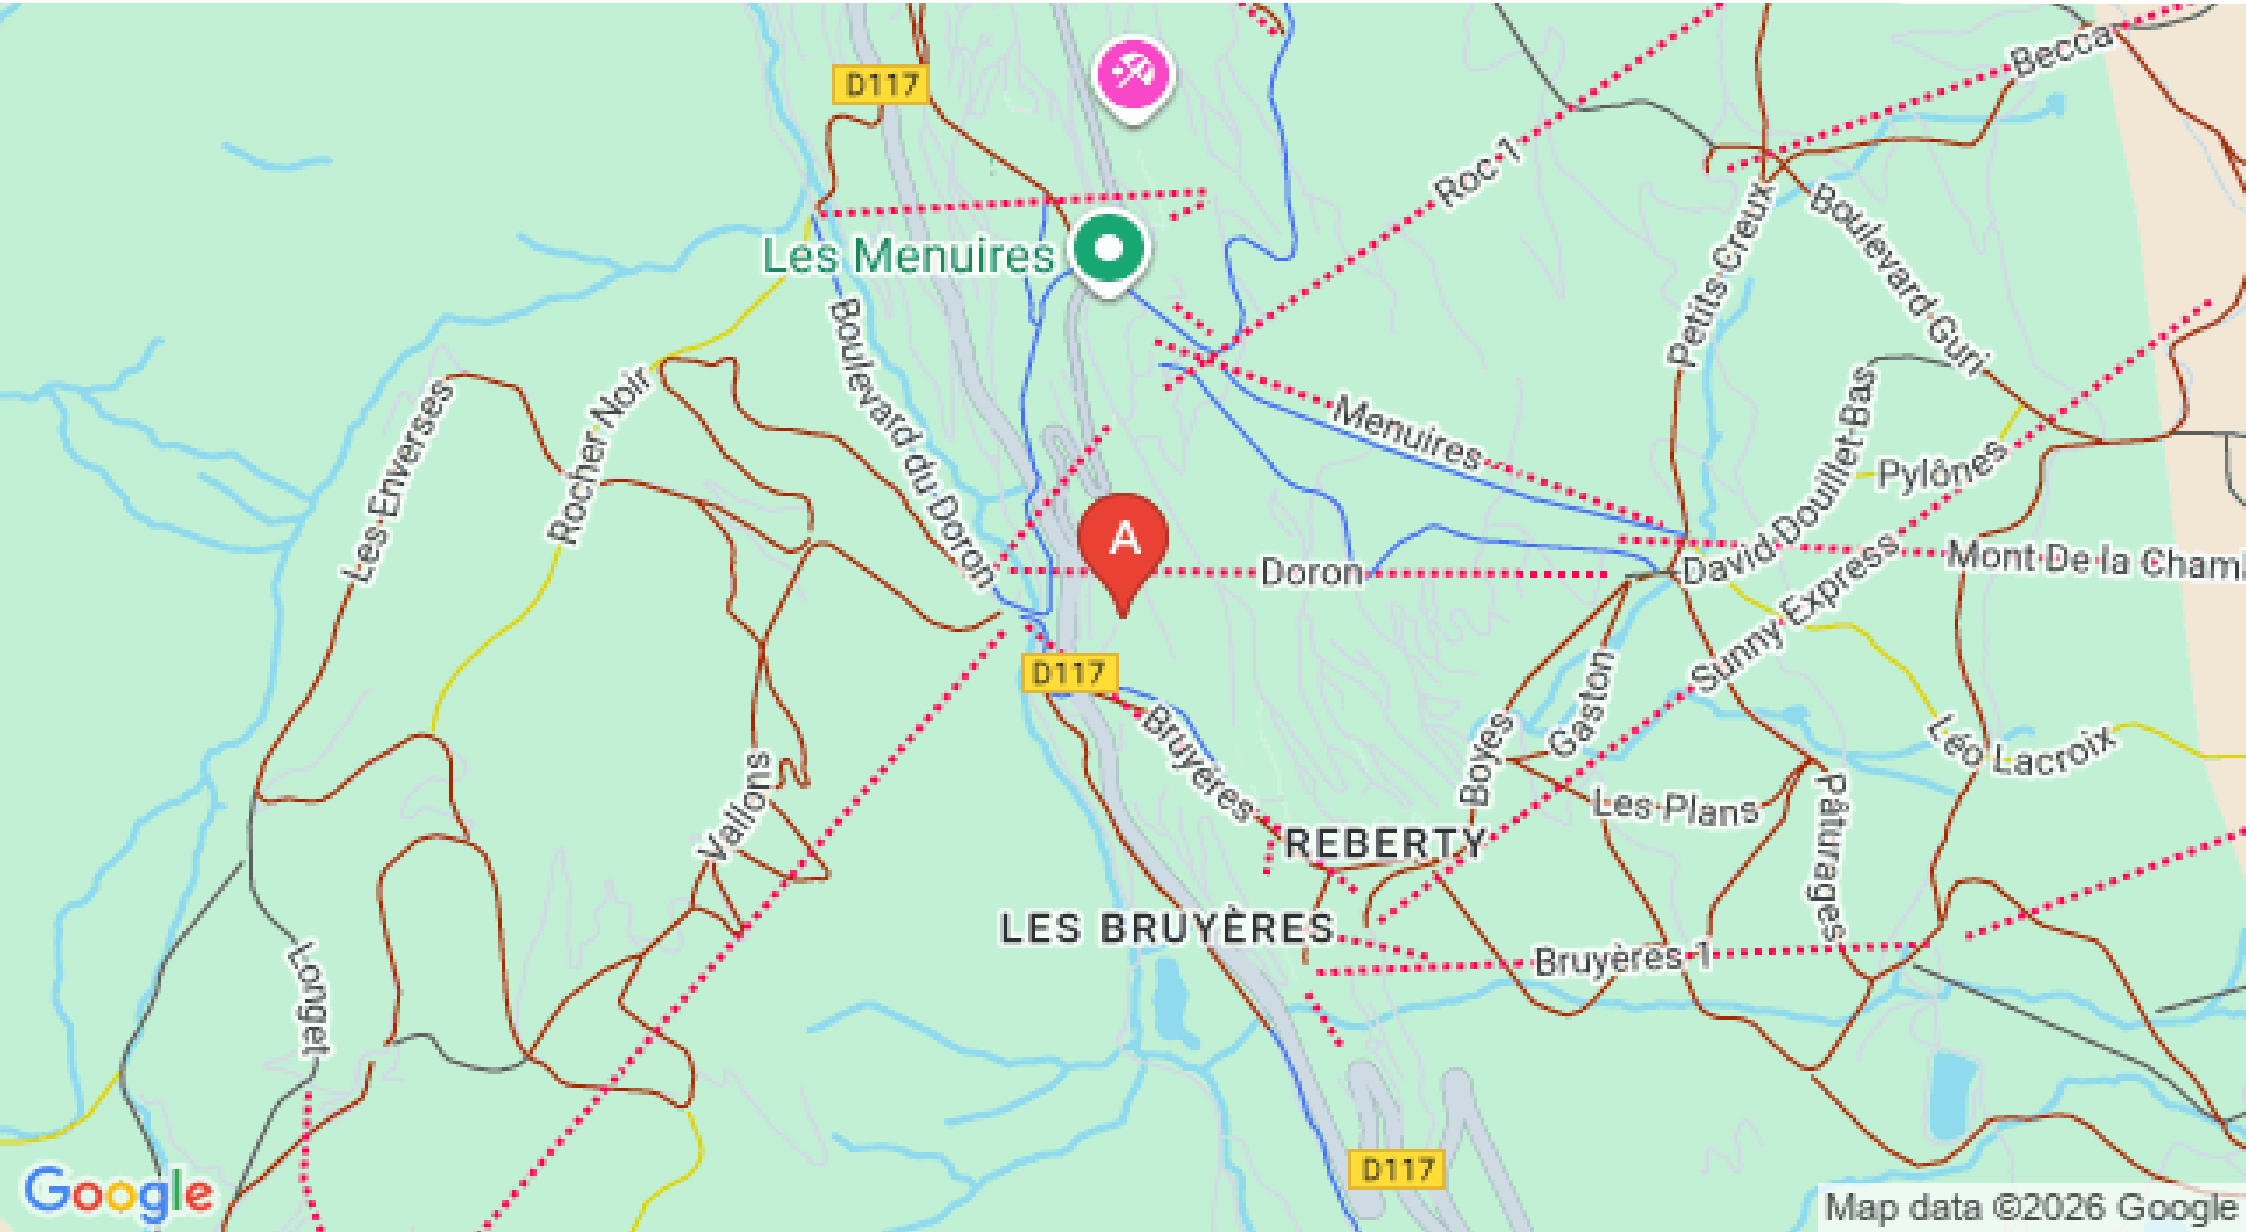 Becca
D117
Roc 1
Petits Creux
Boulevard Guri
Les Menuires
Boulevard du Doron
Les Enverses
Rocher Noir
Menuires
David Douillet Bas
Pylônes
A
Doron
Mont De la Cham
Sunny Express
D117
Gaston
Bruyères
Boyes
Léo Lacroix
Vallons
Les Plans
Pâturages
REBERTY
LES BRUYÈRES
Bruyères 1
Longet
D117
Google
Map data ©2026 Google